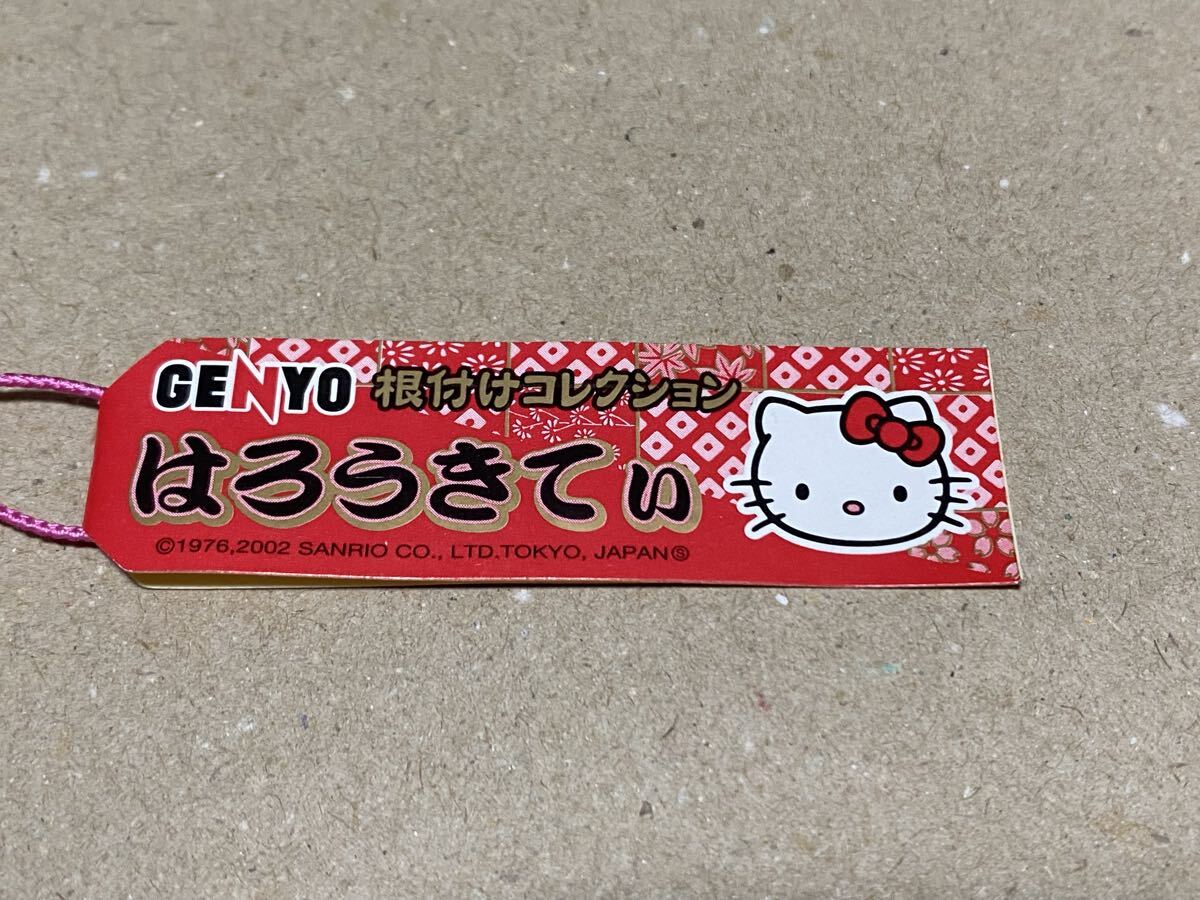 GENYO 根付けコレクション
はろうきてぃ
©1976,2002 SANRIO CO., LTD.TOKYO, JAPANⓈ